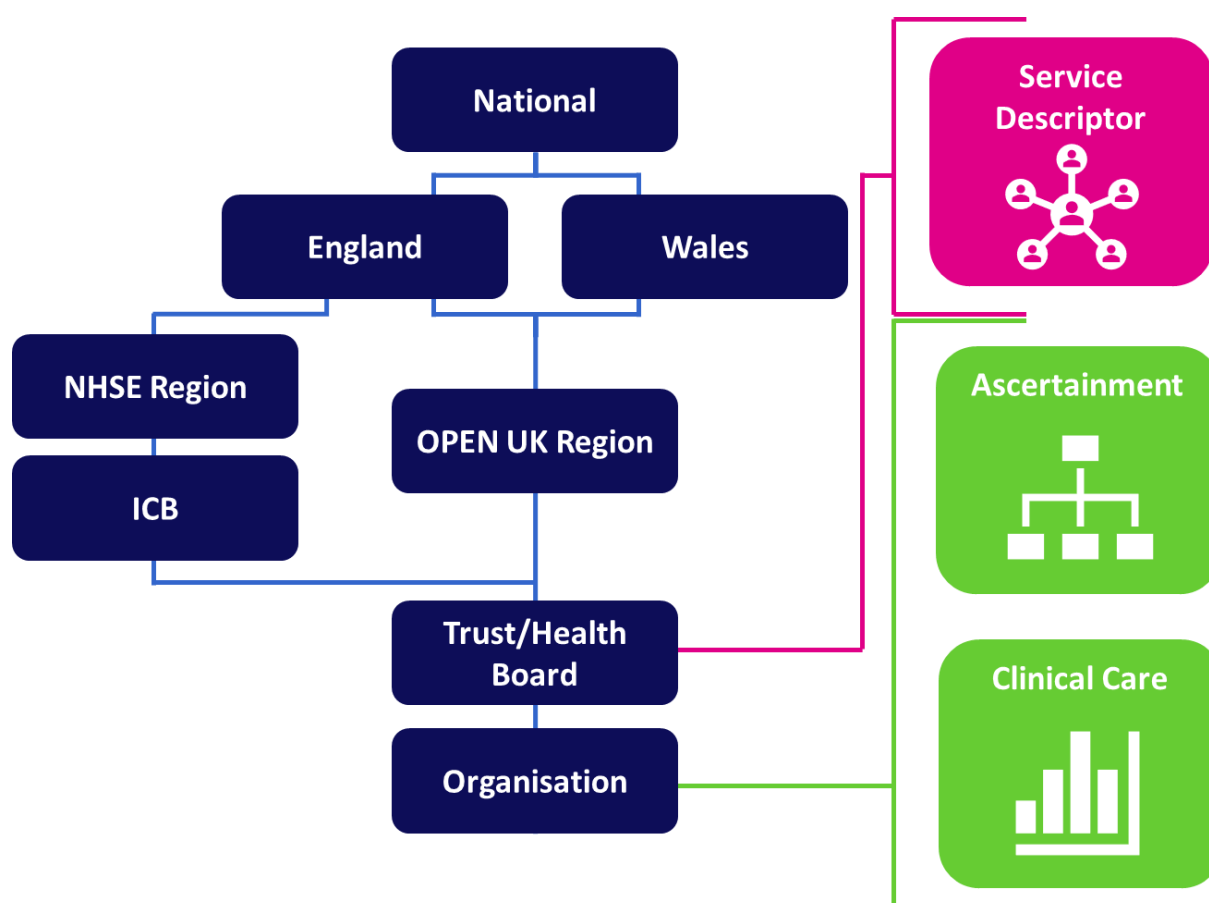 National
England
Wales
NHSE Region
OPEN UK Region
ICB
Trust/Health
Board
Organisation
Service
Descriptor
Ascertainment
Clinical Care